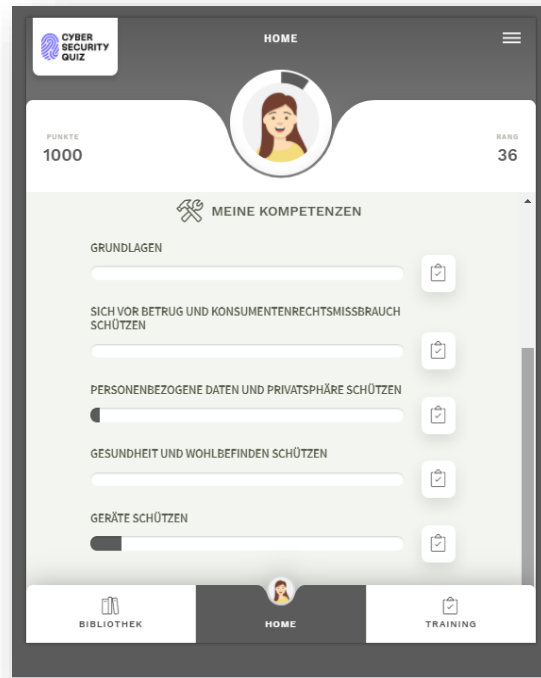 CYBER
SECURITY
QUIZ
HOME
PUNKTE
1000
RANG
36
MEINE KOMPETENZEN
GRUNDLAGEN
SICH VOR BETRUG UND KONSUMENTENRECHTSMISSBRAUCH
SCHÜTZEN
PERSONENBEZOGENE DATEN UND PRIVATSPHÄRE SCHÜTZEN
GESUNDHEIT UND WOHLBEFINDEN SCHÜTZEN
GERÄTE SCHÜTZEN
BIBLIOTHEK
HOME
TRAINING